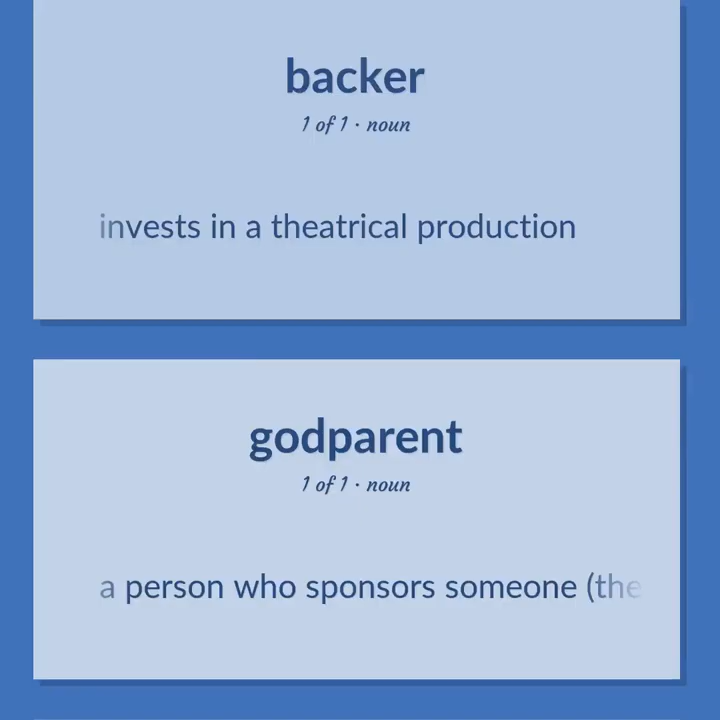 backer
1 of 1 · noun
invests in a theatrical production
godparent
1 of 1 · noun
a person who sponsors someone (the